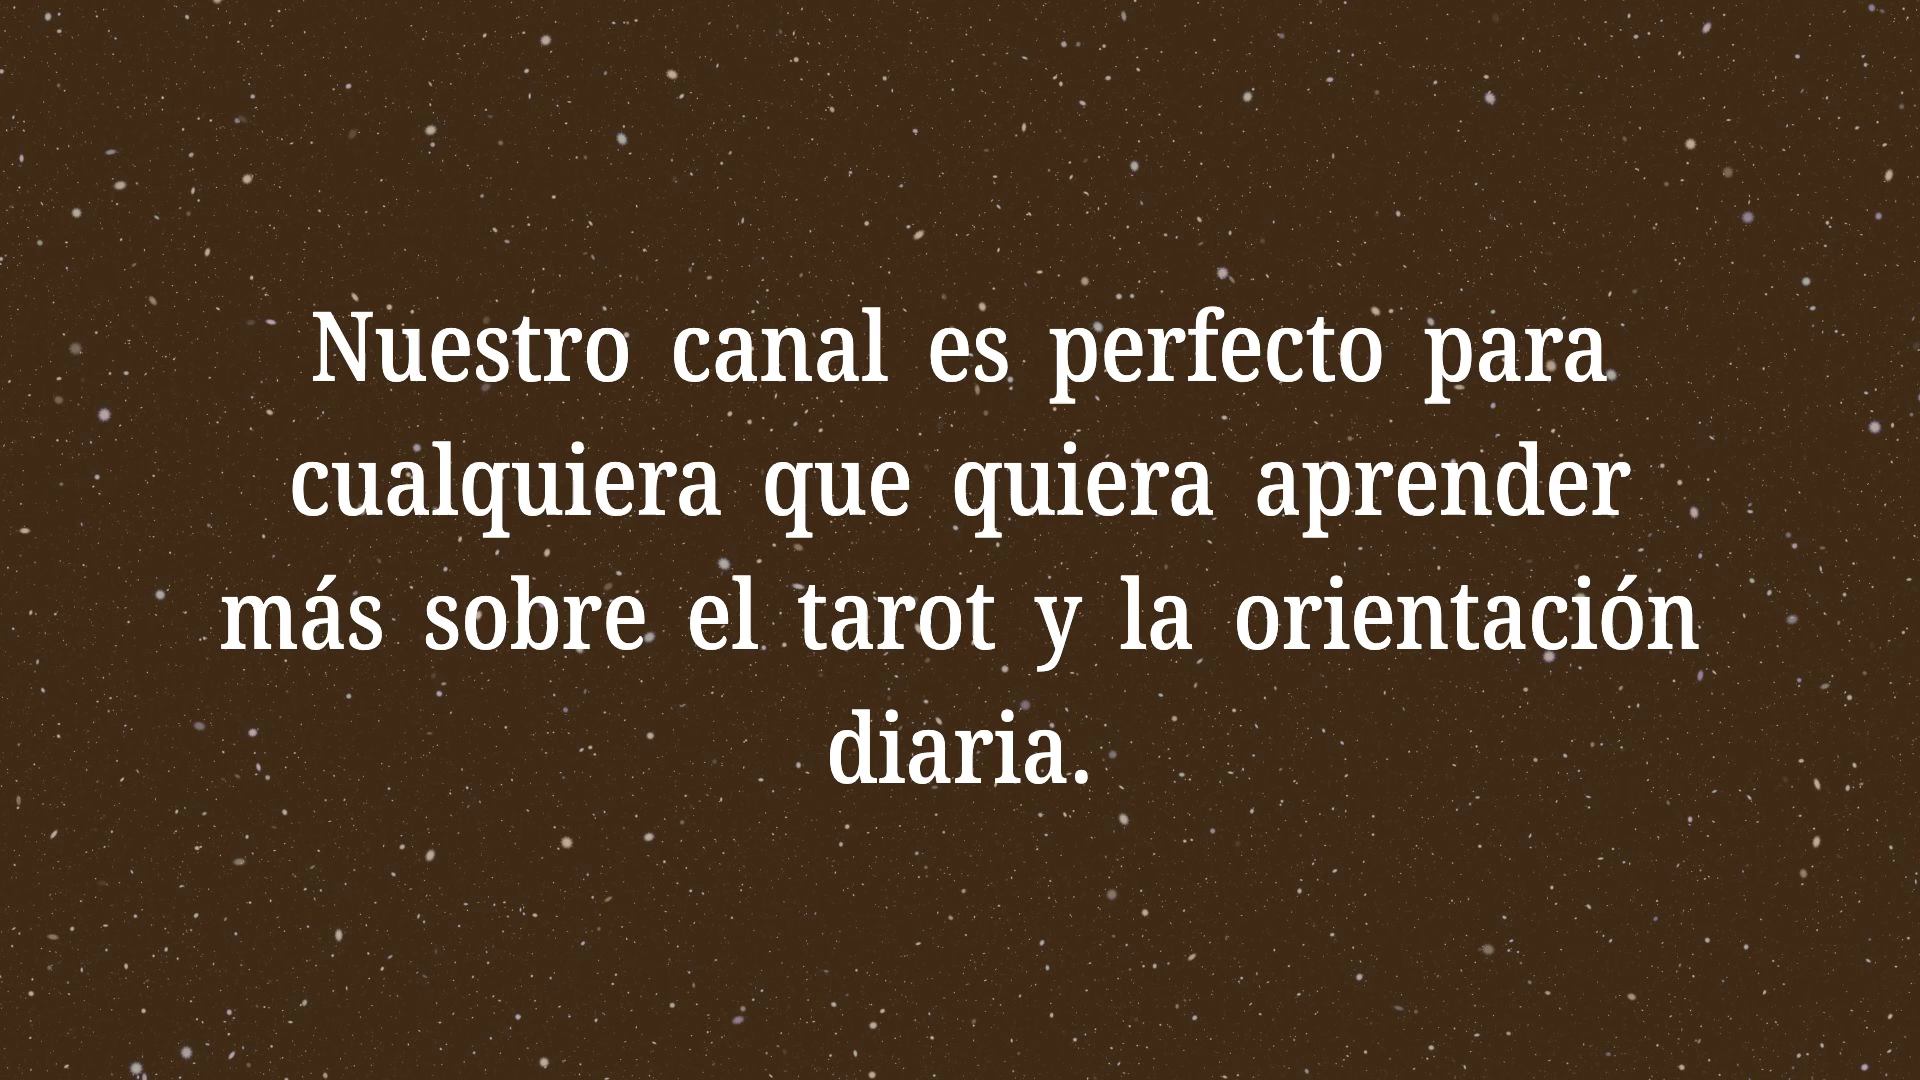 Nuestro canal es perfecto para
cualquiera que quiera aprender
más sobre el tarot y la orientación
diaria.